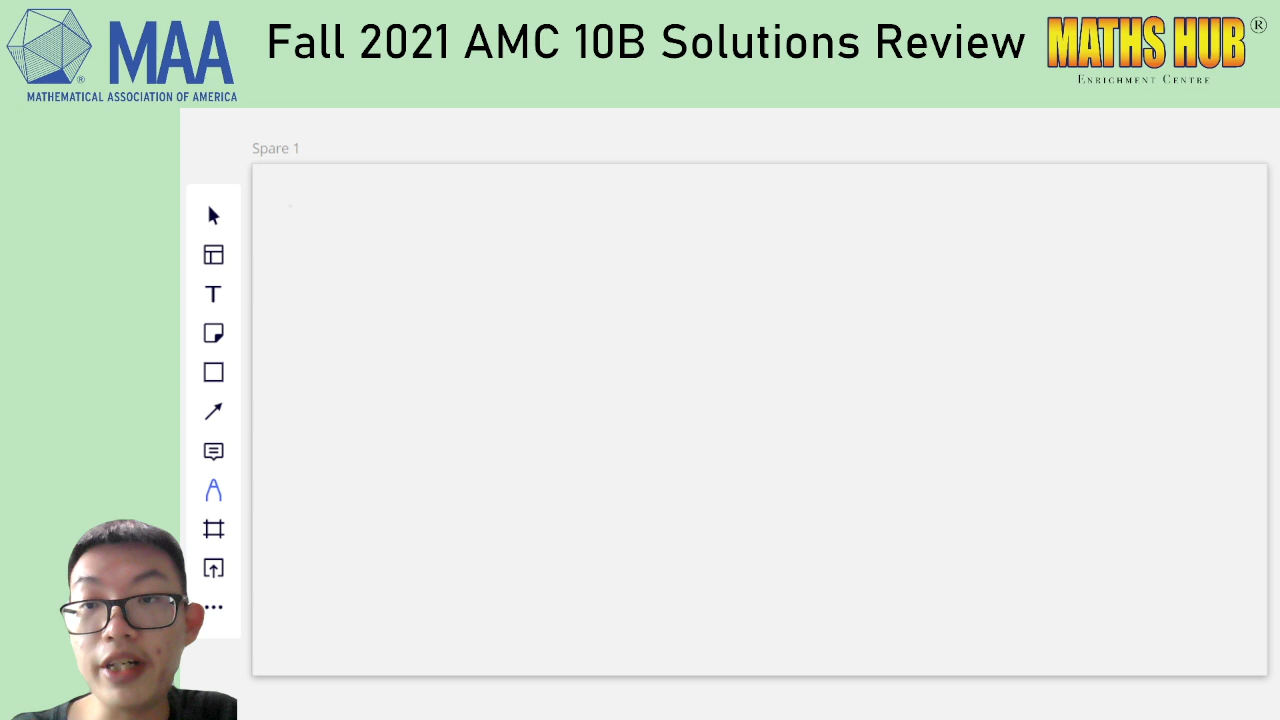 MAA
®
MATHEMATICAL ASSOCIATION OF AMERICA
Fall 2021 AMC 10B Solutions Review
MATHS HUB®
ENRICHMENT CENTRE
Spare 1